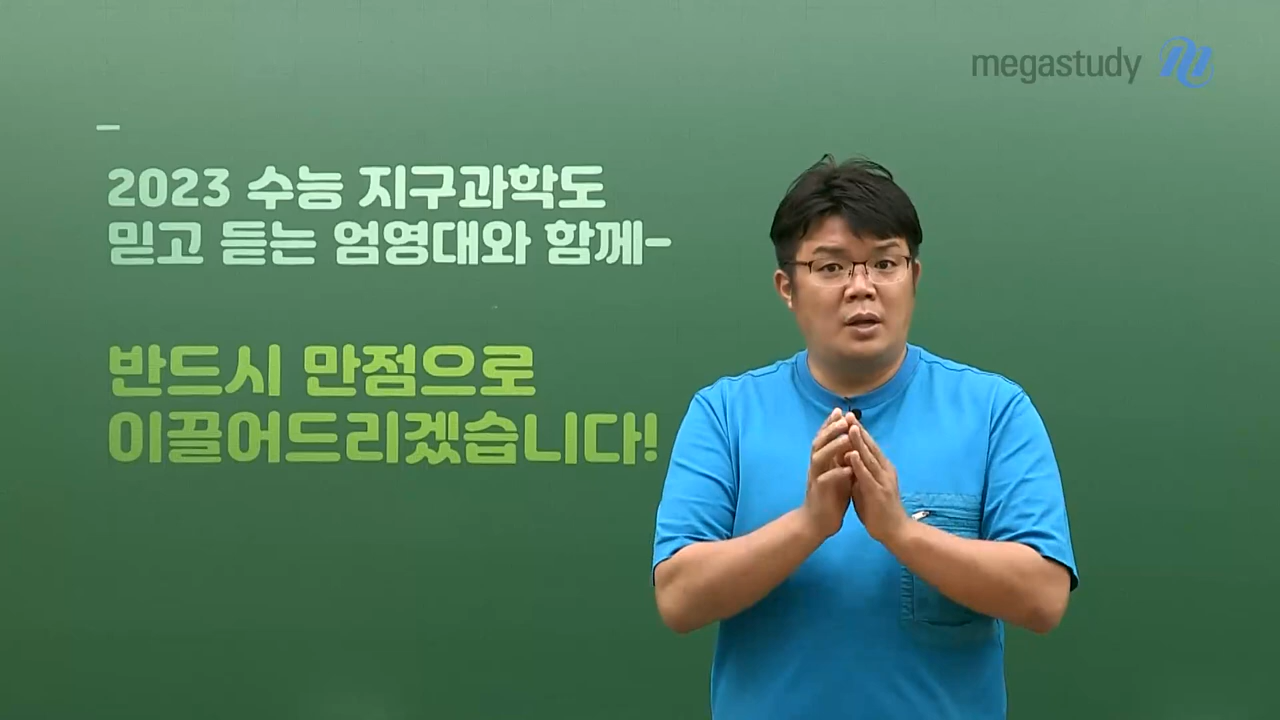 megastudy
2023 수능 지구과학도
믿고 듣는 엄영대와 함께-
반드시 만점으로
이끌어드리겠습니다!